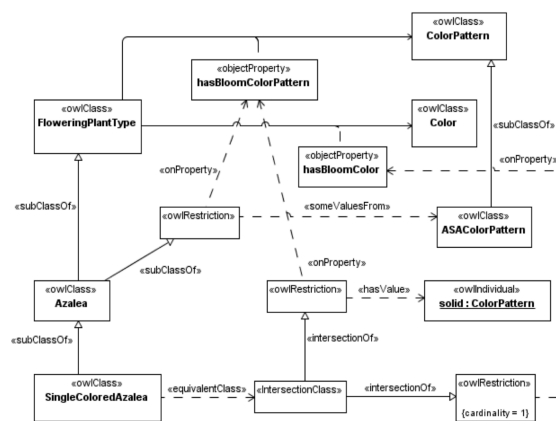 «owlClass»
ColorPattern
«objectProperty»
hasBloomColorPattern
«owlClass»
FloweringPlantType
«owlClass»
Color
«subClassOf»
«objectProperty»
hasBloomColor
«onProperty»
«onProperty»
«subClassOf»
«owlRestriction»
«someValuesFrom»
«owlClass»
ASAColorPattern
«onProperty»
«subClassOf»
«owlClass»
Azalea
«owlRestriction»
«hasValue»
«owlIndividual»
solid : ColorPattern
«subClassOf»
«intersectionOf»
«owlClass»
SingleColoredAzalea
«equivalentClass»
«IntersectionClass»
«intersectionOf»
«owlRestriction»
{cardinality = 1}